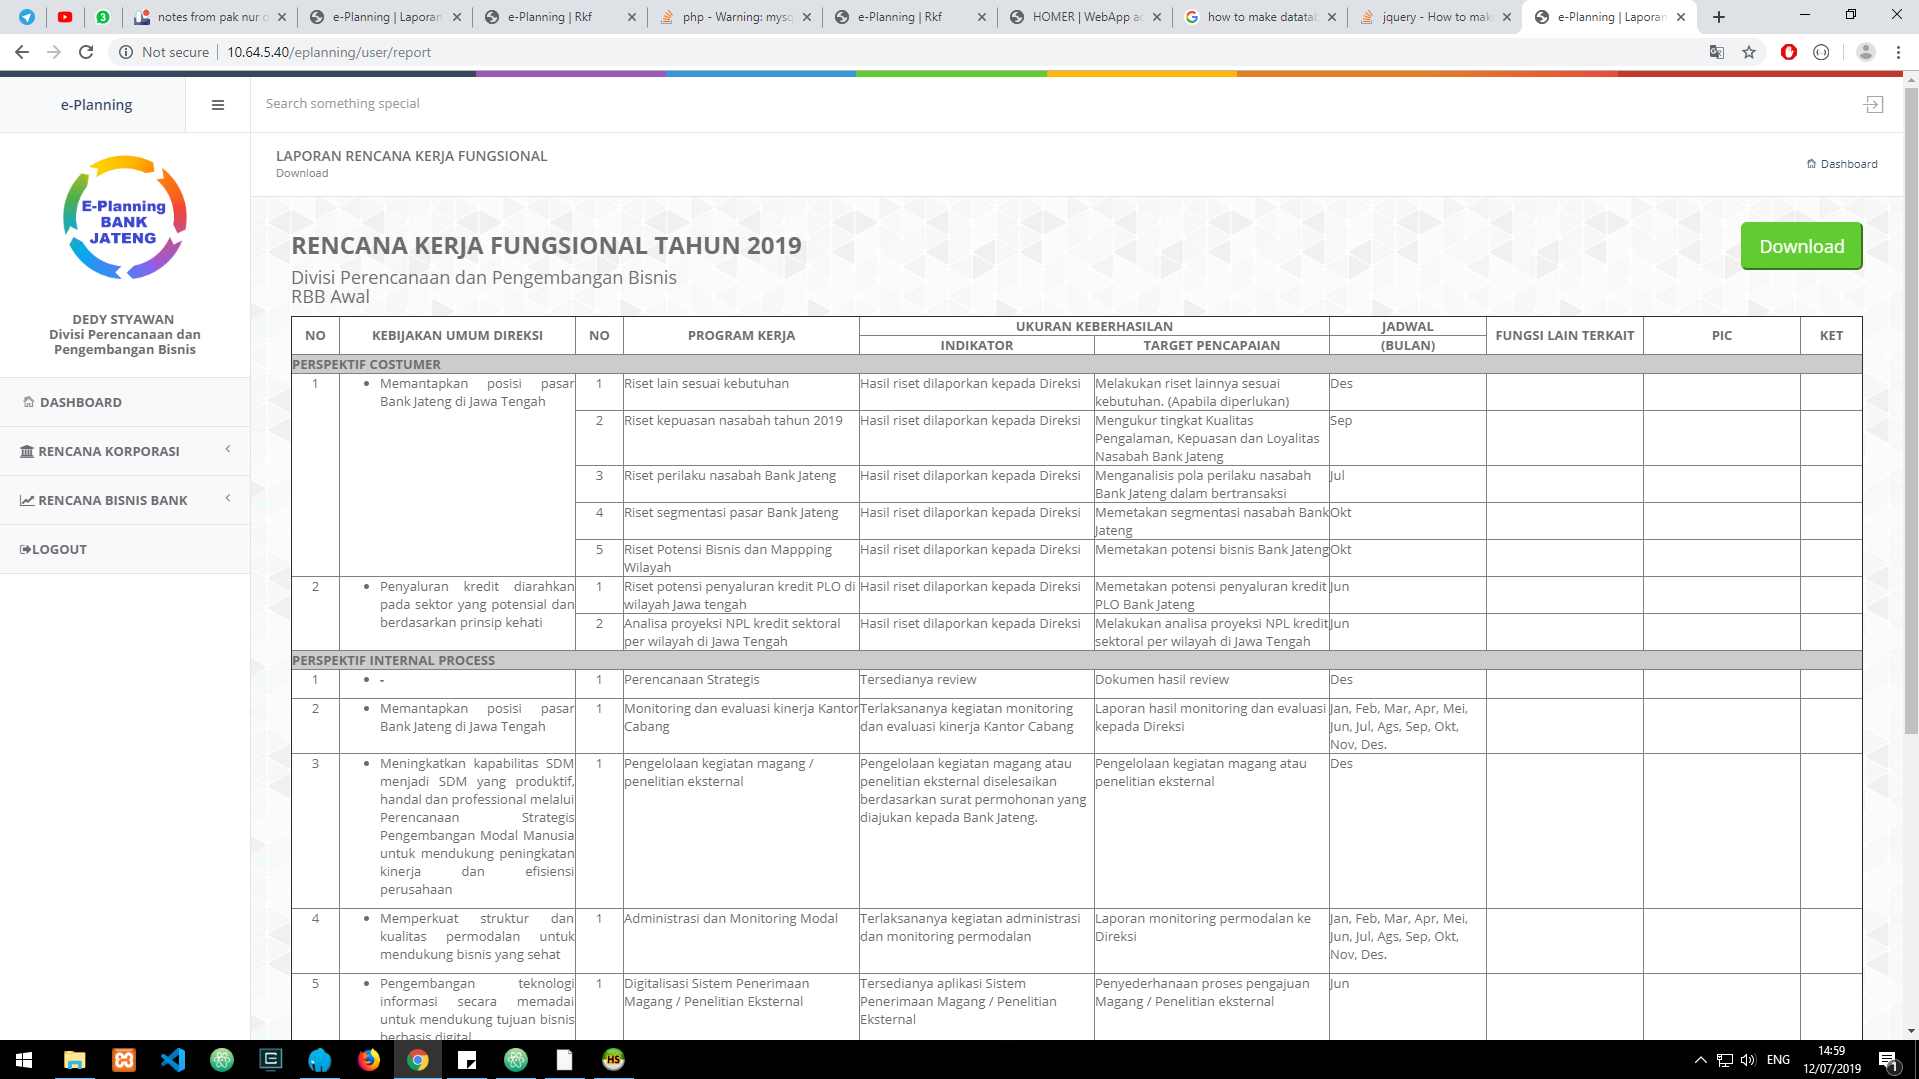 notes from pak nur o
e-Planning | Laporan
e-Planning | Rkf
php - Warning: mysq
e-Planning | Rkf
HOMER | WebApp ad
how to make datatab
jquery - How to mak
e-Planning | Laporan
Not secure
10.64.5.40/eplanning/user/report
e-Planning
Search something special
E-Planning
BANK
JATENG
DEDY STYAWAN
Divisi Perencanaan dan
Pengembangan Bisnis
DASHBOARD
RENCANA KORPORASI
RENCANA BISNIS BANK
LOGOUT
LAPORAN RENCANA KERJA FUNGSIONAL
Download
Dashboard
RENCANA KERJA FUNGSIONAL TAHUN 2019
Download
Divisi Perencanaan dan Pengembangan Bisnis
RBB Awal
NO
KEBIJAKAN UMUM DIREKSI
NO
PROGRAM KERJA
UKURAN KEBERHASILAN
INDIKATOR
TARGET PENCAPAIAN
JADWAL
(BULAN)
FUNGSI LAIN TERKAIT
PIC
KET
PERSPEKTIF COSTUMER
1
• Memantapkan posisi pasar
Bank Jateng di Jawa Tengah
1
Riset lain sesuai kebutuhan
Hasil riset dilaporkan kepada Direksi
Melakukan riset lainnya sesuai
kebutuhan. (Apabila diperlukan)
Des
2
Riset kepuasan nasabah tahun 2019
Hasil riset dilaporkan kepada Direksi
Mengukur tingkat Kualitas
Pengalaman, Kepuasan dan Loyalitas
Nasabah Bank Jateng
Sep
3
Riset perilaku nasabah Bank Jateng
Hasil riset dilaporkan kepada Direksi
Menganalisis pola perilaku nasabah
Bank Jateng dalam bertransaksi
Jul
4
Riset segmentasi pasar Bank Jateng
Hasil riset dilaporkan kepada Direksi
Memetakan segmentasi nasabah Bank
Jateng
Okt
5
Riset Potensi Bisnis dan Mappping
Wilayah
Hasil riset dilaporkan kepada Direksi
Memetakan potensi bisnis Bank Jateng
Okt
2
• Penyaluran kredit diarahkan
pada sektor yang potensial dan
berdasarkan prinsip kehati
1
Riset potensi penyaluran kredit PLO di
wilayah Jawa tengah
Hasil riset dilaporkan kepada Direksi
Memetakan potensi penyaluran kredit
PLO Bank Jateng
Jun
2
Analisa proyeksi NPL kredit sektoral
per wilayah di Jawa Tengah
Hasil riset dilaporkan kepada Direksi
Melakukan analisa proyeksi NPL kredit
sektoral per wilayah di Jawa Tengah
Jun
PERSPEKTIF INTERNAL PROCESS
1
• -
1
Perencanaan Strategis
Tersedianya review
Dokumen hasil review
Des
2
• Memantapkan posisi pasar
Bank Jateng di Jawa Tengah
1
Monitoring dan evaluasi kinerja Kantor
Cabang
Terlaksananya kegiatan monitoring
dan evaluasi kinerja Kantor Cabang
Laporan hasil monitoring dan evaluasi
kepada Direksi
Jan, Feb, Mar, Apr, Mei,
Jun, Jul, Ags, Sep, Okt,
Nov, Des.
3
• Meningkatkan kapabilitas SDM
menjadi SDM yang produktif,
handal dan professional melalui
Perencanaan Strategis
Pengembangan Modal Manusia
untuk mendukung peningkatan
kinerja dan efisiensi
perusahaan
1
Pengelolaan kegiatan magang /
penelitian eksternal
Pengelolaan kegiatan magang atau
penelitian eksternal diselesaikan
berdasarkan surat permohonan yang
diajukan kepada Bank Jateng.
Pengelolaan kegiatan magang atau
penelitian eksternal
Des
4
• Memperkuat struktur dan
kualitas permodalan untuk
mendukung bisnis yang sehat
1
Administrasi dan Monitoring Modal
Terlaksananya kegiatan administrasi
dan monitoring permodalan
Laporan monitoring permodalan ke
Direksi
Jan, Feb, Mar, Apr, Mei,
Jun, Jul, Ags, Sep, Okt,
Nov, Des.
5
• Pengembangan teknologi
informasi secara memadai
untuk mendukung tujuan bisnis
berbasis digital
1
Digitalisasi Sistem Penerimaan
Magang / Penelitian Eksternal
Tersedianya aplikasi Sistem
Penerimaan Magang / Penelitian
Eksternal
Penyederhanaan proses pengajuan
Magang / Penelitian eksternal
Jun
HS
ENG
14:59
12/07/2019
1